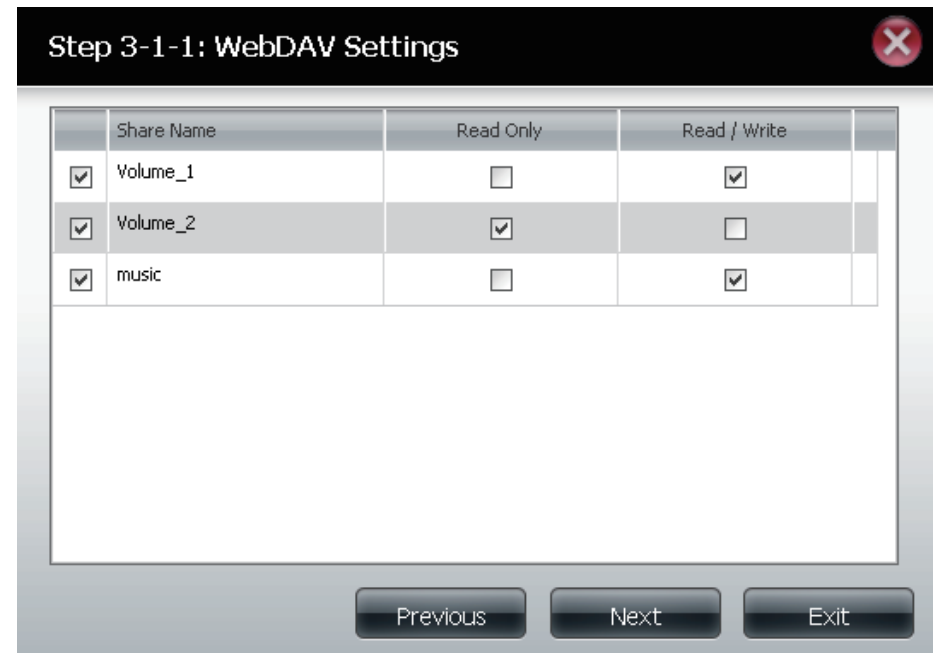 Step 3-1-1: WebDAV Settings
Share Name Read Only Read / Write
Volume_1
Volume_2
music
Previous Next Exit